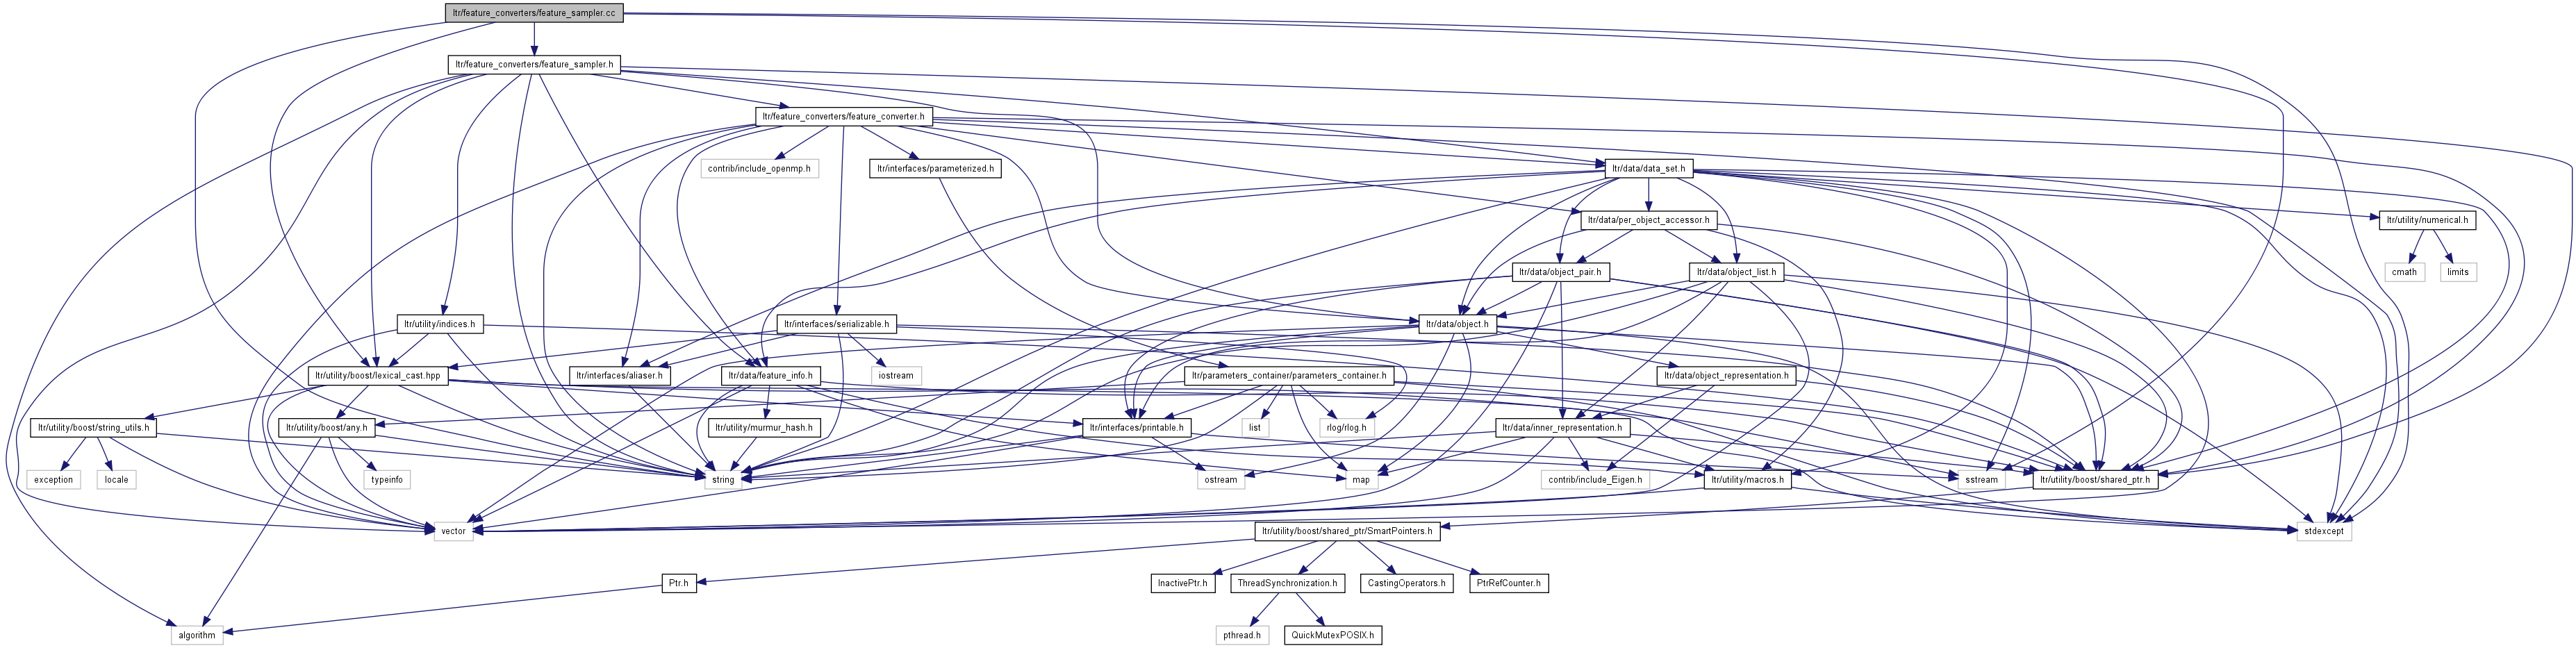 ltr/feature_converters/feature_sampler.cc
ltr/feature_converters/feature_sampler.h
ltr/feature_converters/feature_converter.h
contrib/include_openmp.h
ltr/interfaces/parameterized.h
ltr/data/data_set.h
ltr/data/per_object_accessor.h
ltr/utility/numerical.h
ltr/data/object_pair.h
ltr/data/object_list.h
cmath
limits
ltr/utility/indices.h
ltr/interfaces/serializable.h
ltr/data/object.h
ltr/utility/boost/lexical_cast.hpp
ltr/interfaces/aliaser.h
ltr/data/feature_info.h
iostream
ltr/parameters_container/parameters_container.h
ltr/data/object_representation.h
ltr/utility/boost/string_utils.h
ltr/utility/boost/any.h
ltr/utility/murmur_hash.h
ltr/interfaces/printable.h
list
rlog/rlog.h
ltr/data/inner_representation.h
exception
locale
typeinfo
string
ostream
map
contrib/include_Eigen.h
ltr/utility/macros.h
sstream
ltr/utility/boost/shared_ptr.h
vector
ltr/utility/boost/shared_ptr/SmartPointers.h
stdexcept
Ptr.h
InactivePtr.h
ThreadSynchronization.h
CastingOperators.h
PtrRefCounter.h
algorithm
pthread.h
QuickMutexPOSIX.h